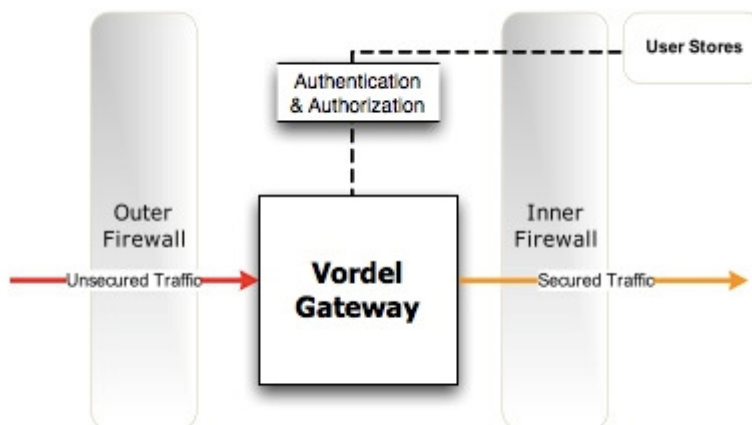 User Stores
Authentication
& Authorization
Outer
Firewall
Inner
Firewall
Unsecured Traffic
Vordel
Gateway
Secured Traffic